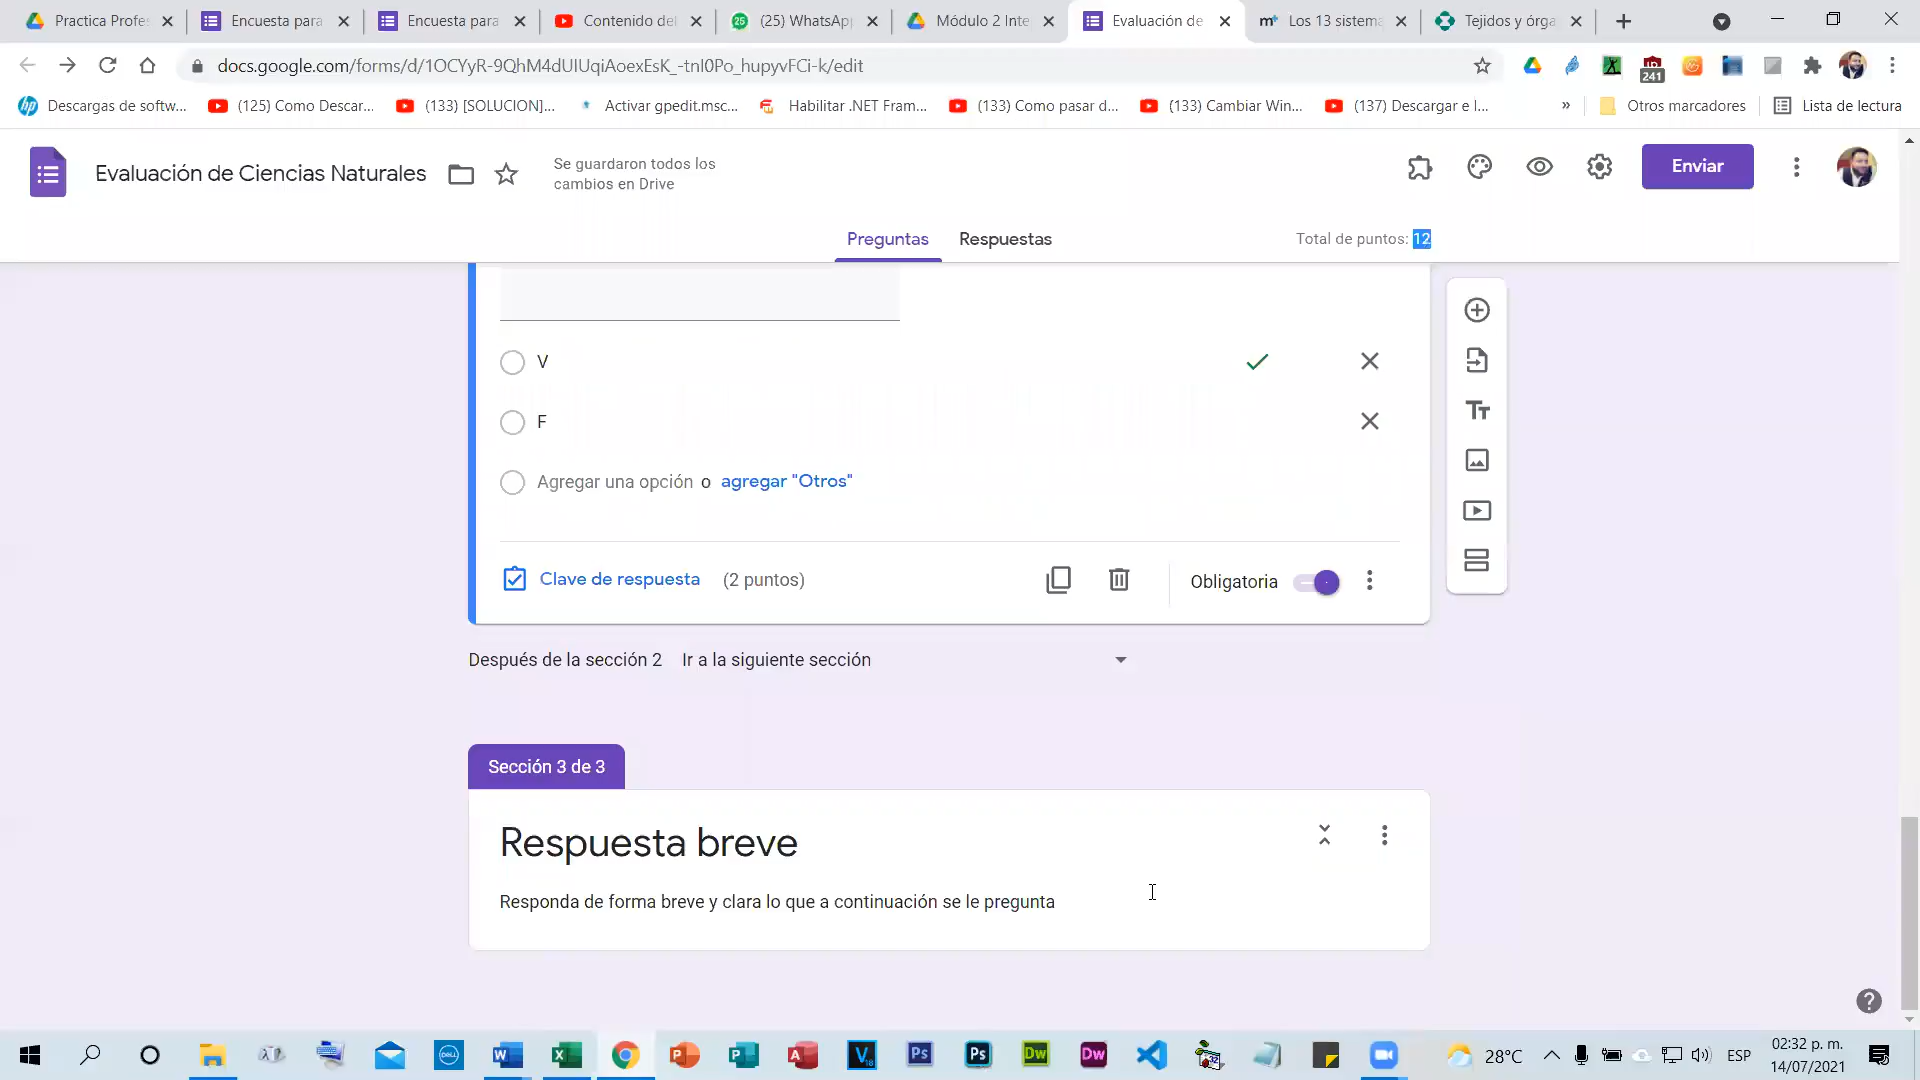 Practica Profes
Encuesta para
Encuesta para
Contenido del
(25) WhatsAp
Módulo 2 Inte
Evaluación de
Los 13 sistema
Tejidos y órga
docs.google.com/forms/d/1OCYyR-9QhM4dUIUqiAoexEsK_-tnI0Po_hupyvFCi-k/edit
241
Descargas de softw...
(125) Como Descar...
(133) [SOLUCION]...
Activar gpedit.msc...
Habilitar .NET Fram...
(133) Como pasar d...
(133) Cambiar Win...
(137) Descargar e I...
»
Otros marcadores
Lista de lectura
Evaluación de Ciencias Naturales
Se guardaron todos los
cambios en Drive
Enviar
Preguntas
Respuestas
Total de puntos: 12
V
F
Agregar una opción o agregar "Otros"
Clave de respuesta (2 puntos)
Obligatoria
Después de la sección 2 Ir a la siguiente sección
Sección 3 de 3
Respuesta breve
Responda de forma breve y clara lo que a continuación se le pregunta
28°C
ESP
02:32 p. m.
14/07/2021